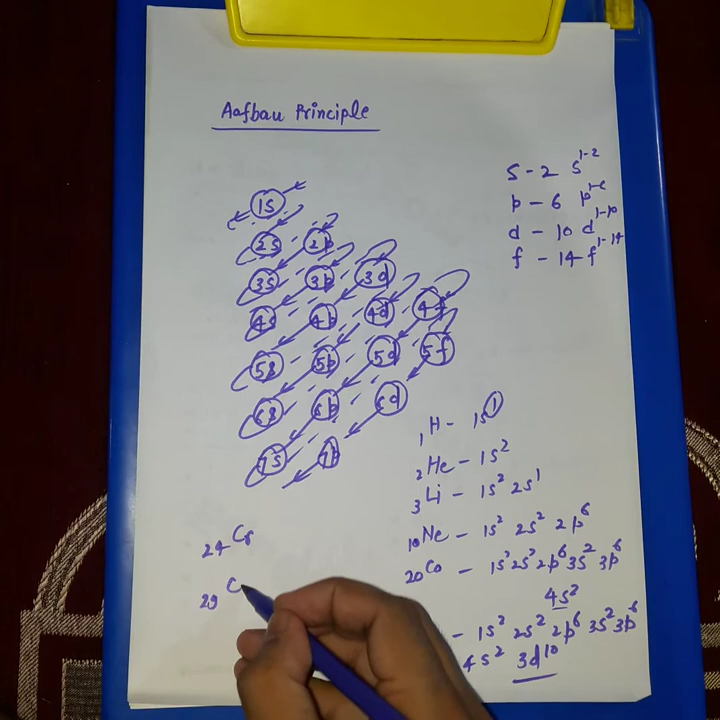 Aafbau Principle
1s
2s 2p
3s 3p 3d
4s 4p 4d 4f
5s 5p 5d 5f
6s 6p 6d
7s 7p
s - 2 s¹⁻²
p - 6 p¹⁻⁶
d - 10 d¹⁻¹⁰
f - 14 f¹⁻¹⁴
₁H - 1s¹
₂He - 1s²
₃Li - 1s² 2s¹
₁₀Ne - 1s² 2s² 2p⁶
₂₀Ca - 1s² 2s² 2p⁶ 3s² 3p⁶
4s²
- 1s² 2s² 2p⁶ 3s² 3p⁶
4s² 3d¹⁰
₂₄Cr
₂₉C